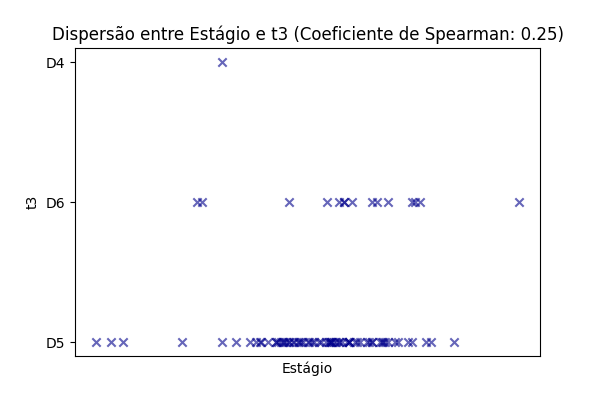 Dispersão entre Estágio e t3 (Coeficiente de Spearman: 0.25)
D4
t3
D6
D5
Estágio